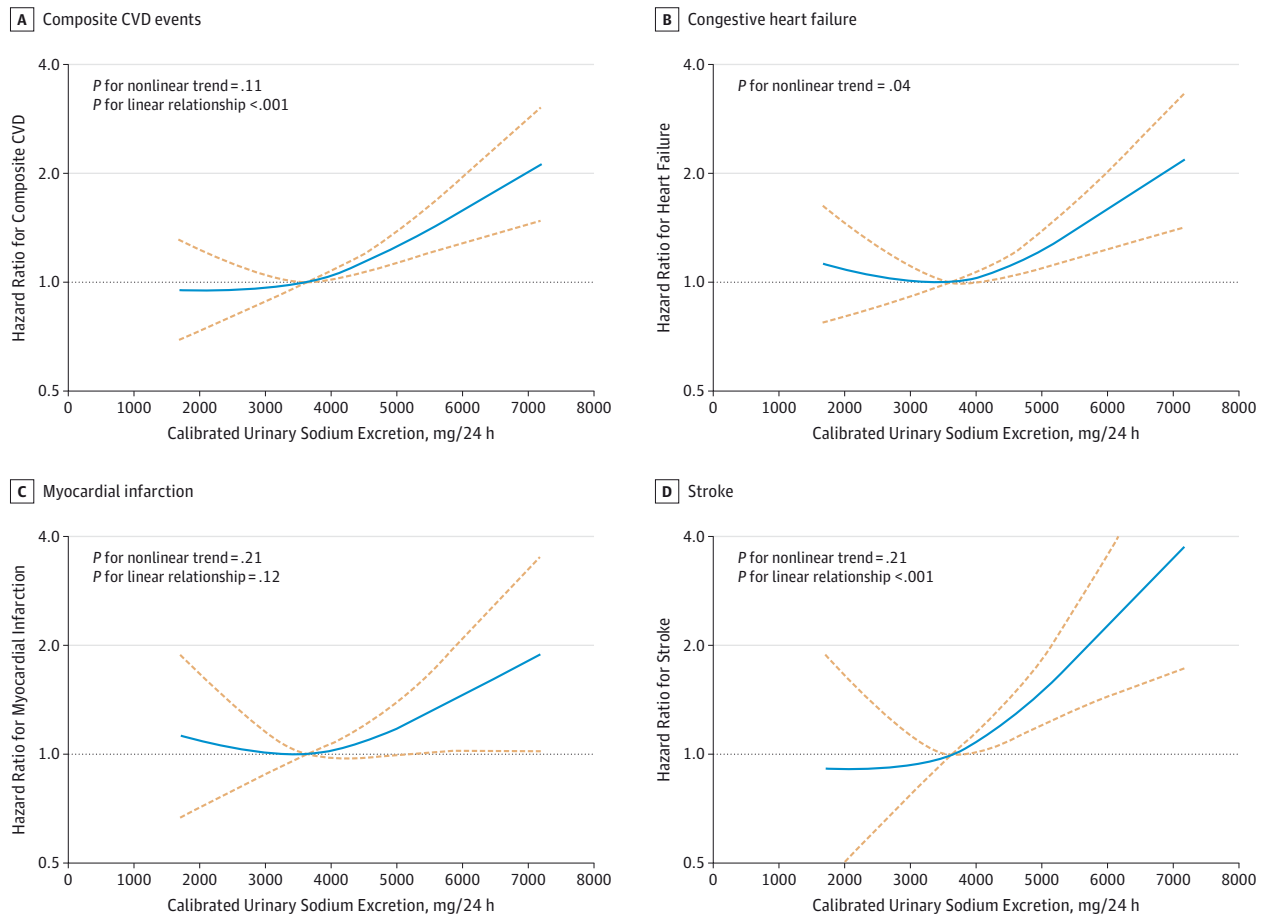 A Composite CVD events
P for nonlinear trend = .11
P for linear relationship <.001
Hazard Ratio for Composite CVD
4.0
2.0
1.0
0.5
0 1000 2000 3000 4000 5000 6000 7000 8000
Calibrated Urinary Sodium Excretion, mg/24 h
B Congestive heart failure
P for nonlinear trend = .04
Hazard Ratio for Heart Failure
4.0
2.0
1.0
0.5
0 1000 2000 3000 4000 5000 6000 7000 8000
Calibrated Urinary Sodium Excretion, mg/24 h
C Myocardial infarction
P for nonlinear trend = .21
P for linear relationship = .12
Hazard Ratio for Myocardial Infarction
4.0
2.0
1.0
0.5
0 1000 2000 3000 4000 5000 6000 7000 8000
Calibrated Urinary Sodium Excretion, mg/24 h
D Stroke
P for nonlinear trend = .21
P for linear relationship <.001
Hazard Ratio for Stroke
4.0
2.0
1.0
0.5
0 1000 2000 3000 4000 5000 6000 7000 8000
Calibrated Urinary Sodium Excretion, mg/24 h